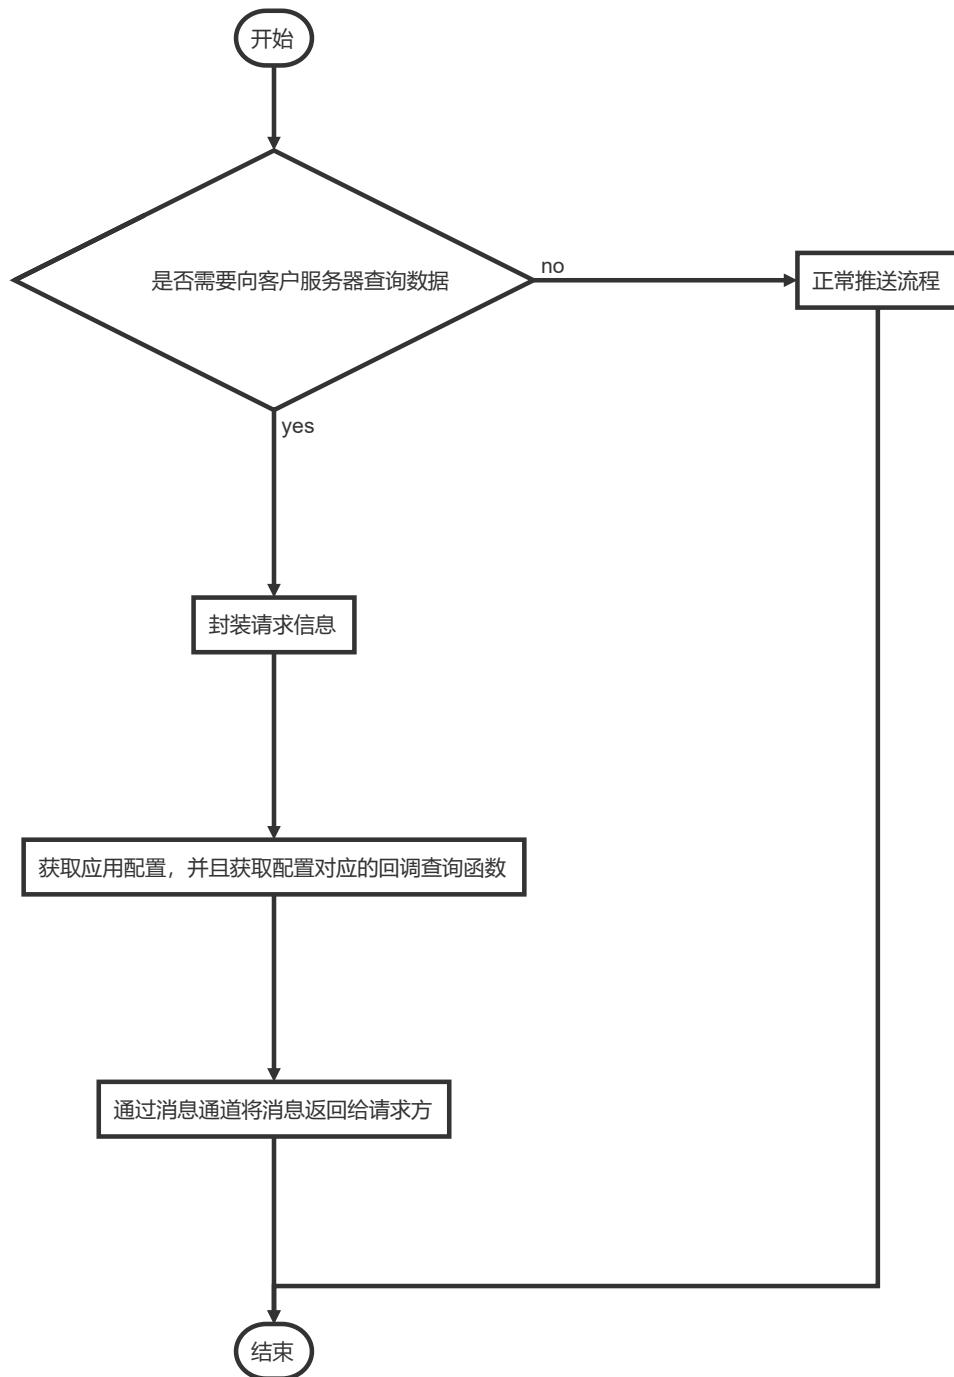 开始
是否需要向客户服务器查询数据
no
正常推送流程
yes
封装请求信息
获取应用配置，并且获取配置对应的回调查询函数
通过消息通道将消息返回给请求方
结束